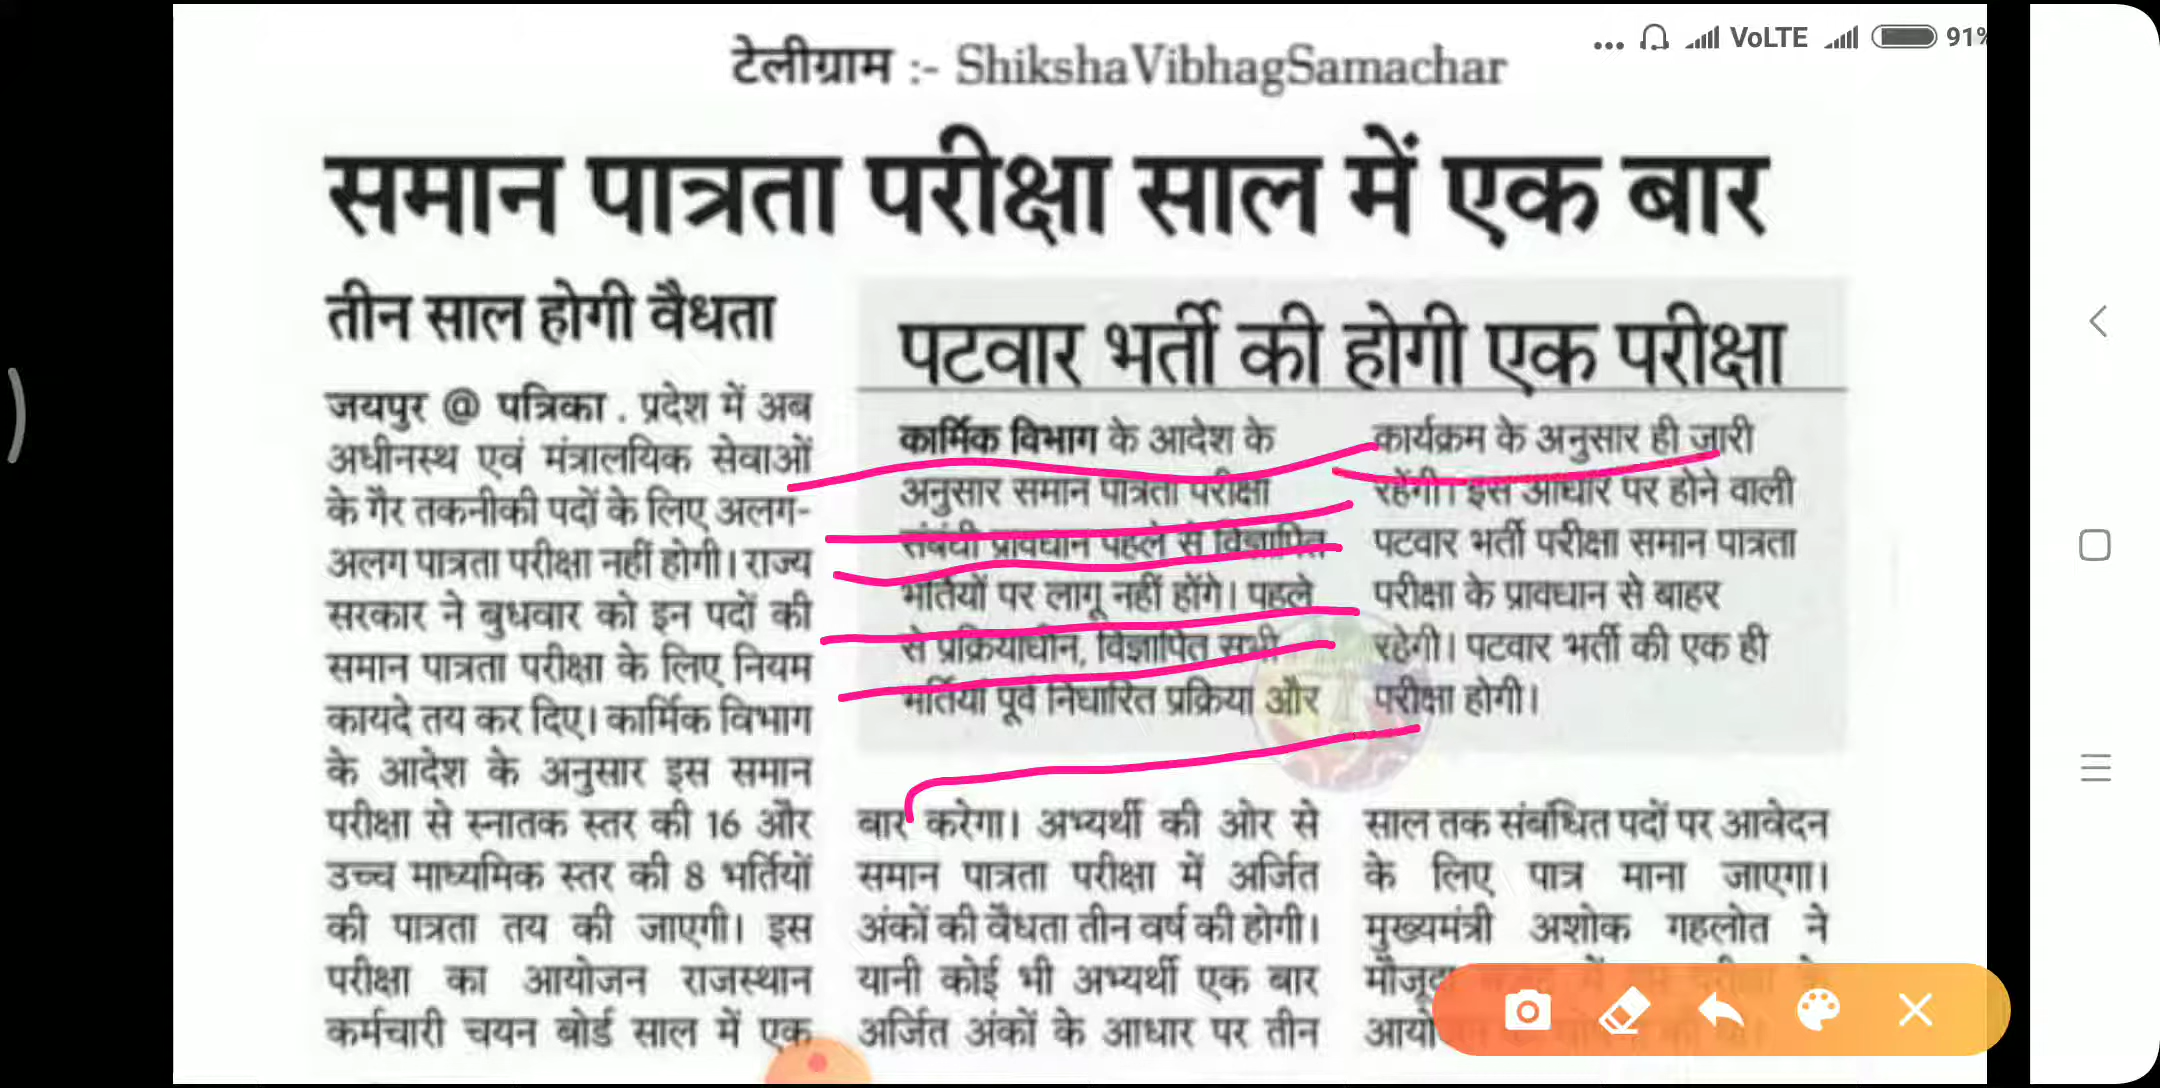 ... VoLTE 91%
टेलीग्राम :- ShikshaVibhagSamachar
समान पात्रता परीक्षा साल में एक बार
तीन साल होगी वैधता
जयपुर @ पत्रिका. प्रदेश में अब
अधीनस्थ एवं मंत्रालयिक सेवाओं
के गैर तकनीकी पदों के लिए अलग-
अलग पात्रता परीक्षा नहीं होगी। राज्य
सरकार ने बुधवार को इन पदों की
समान पात्रता परीक्षा के लिए नियम
कायदे तय कर दिए। कार्मिक विभाग
के आदेश के अनुसार इस समान
परीक्षा से स्नातक स्तर की 16 और
उच्च माध्यमिक स्तर की 8 भर्तियों
की पात्रता तय की जाएगी। इस
परीक्षा का आयोजन राजस्थान
कर्मचारी चयन बोर्ड साल में एक
पटवार भर्ती की होगी एक परीक्षा
कार्मिक विभाग के आदेश के
अनुसार समान पात्रता परीक्षा
संबंधी प्रावधान पहले से विज्ञापित
भर्तियों पर लागू नहीं होंगे। पहले
से प्रक्रियाधीन, विज्ञापित सभी
भर्तियां पूर्व निर्धारित प्रक्रिया और
कार्यक्रम के अनुसार ही जारी
रहेंगी। इस आधार पर होने वाली
पटवार भर्ती परीक्षा समान पात्रता
परीक्षा के प्रावधान से बाहर
रहेगी। पटवार भर्ती की एक ही
परीक्षा होगी।
बार करेगा। अभ्यर्थी की ओर से
समान पात्रता परीक्षा में अर्जित
अंकों की वैधता तीन वर्ष की होगी।
यानी कोई भी अभ्यर्थी एक बार
अर्जित अंकों के आधार पर तीन
साल तक संबंधित पदों पर आवेदन
के लिए पात्र माना जाएगा।
मुख्यमंत्री अशोक गहलोत ने